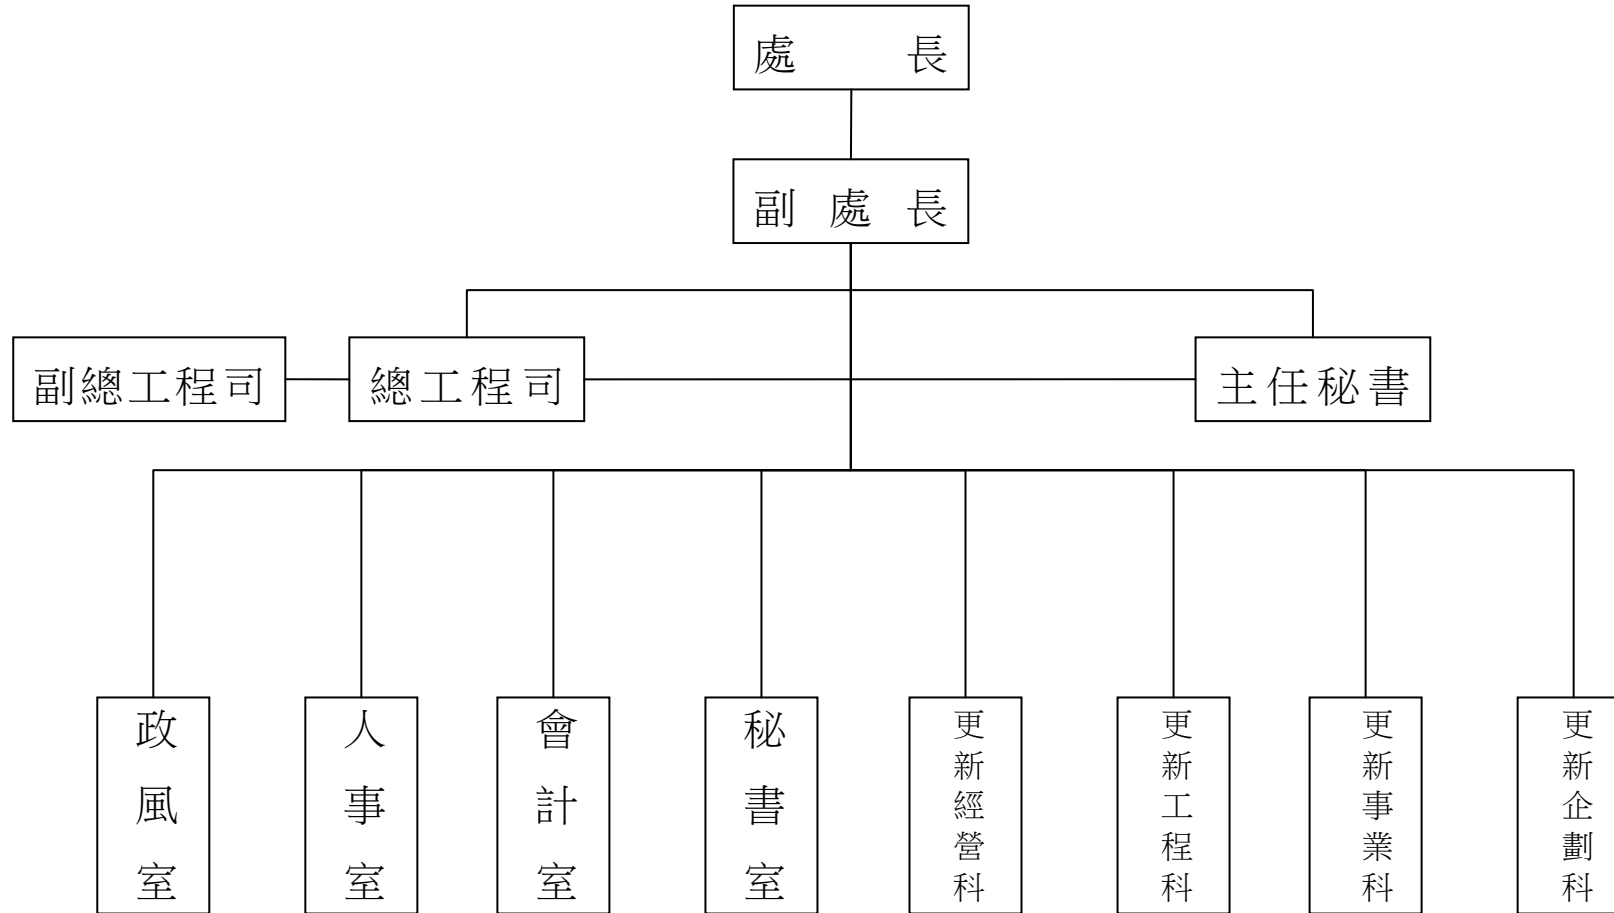 處長
副處長
副總工程司
總工程司
主任秘書
政風室
人事室
會計室
秘書室
更新經營科
更新工程科
更新事業科
更新企劃科